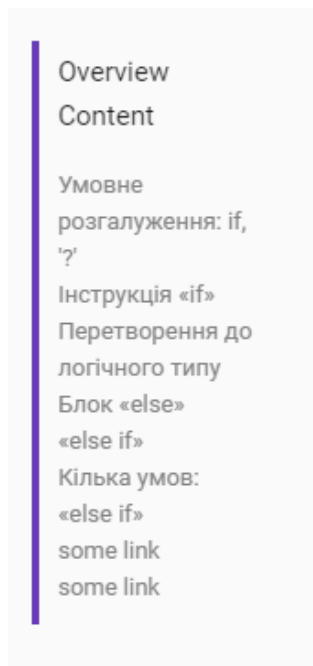 Overview
Content
Умовне
розгалуження: if,
'?'
Інструкція «if»
Перетворення до
логічного типу
Блок «else»
«else if»
Кілька умов:
«else if»
some link
some link